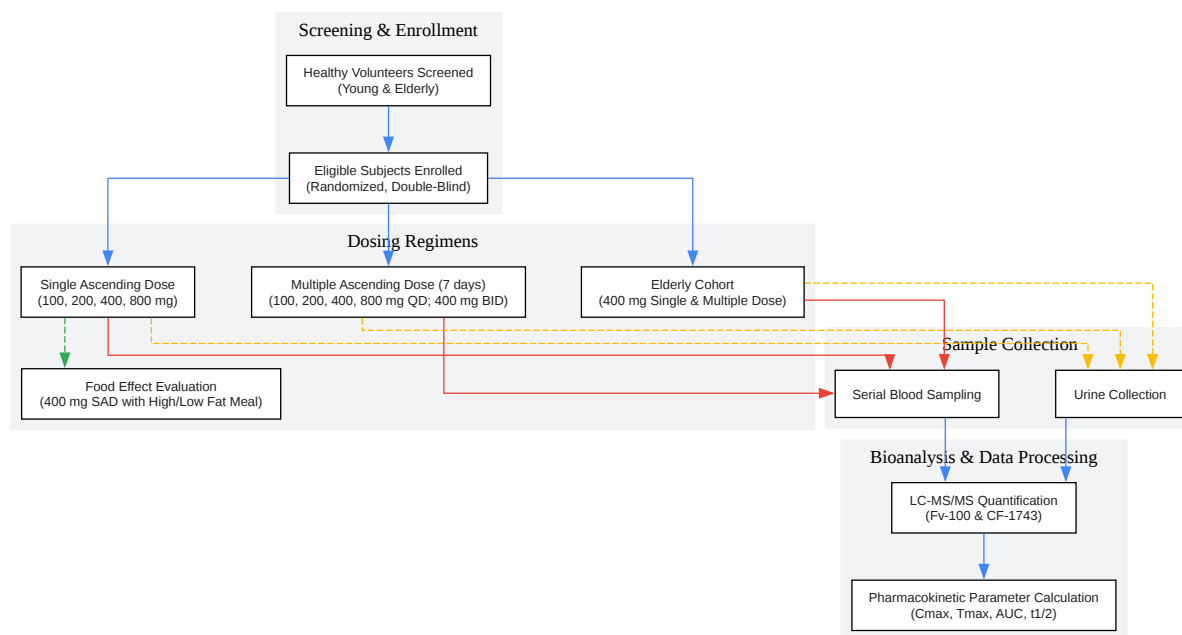 Screening & Enrollment
Healthy Volunteers Screened
(Young & Elderly)
Eligible Subjects Enrolled
(Randomized, Double-Blind)
Dosing Regimens
Single Ascending Dose
(100, 200, 400, 800 mg)
Multiple Ascending Dose (7 days)
(100, 200, 400, 800 mg QD; 400 mg BID)
Elderly Cohort
(400 mg Single & Multiple Dose)
Food Effect Evaluation
(400 mg SAD with High/Low Fat Meal)
Sample Collection
Serial Blood Sampling
Urine Collection
Bioanalysis & Data Processing
LC-MS/MS Quantification
(Fv-100 & CF-1743)
Pharmacokinetic Parameter Calculation
(Cmax, Tmax, AUC, t1/2)